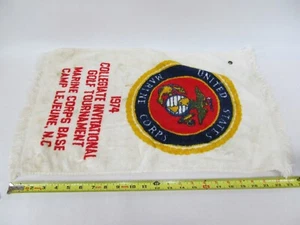 UNITED STATES
MARINE CORPS
1974
COLLEGIATE INVITATIONAL
GOLF TOURNAMENT
MARINE CORPS BASE
CAMP LEJEUNE, N.C